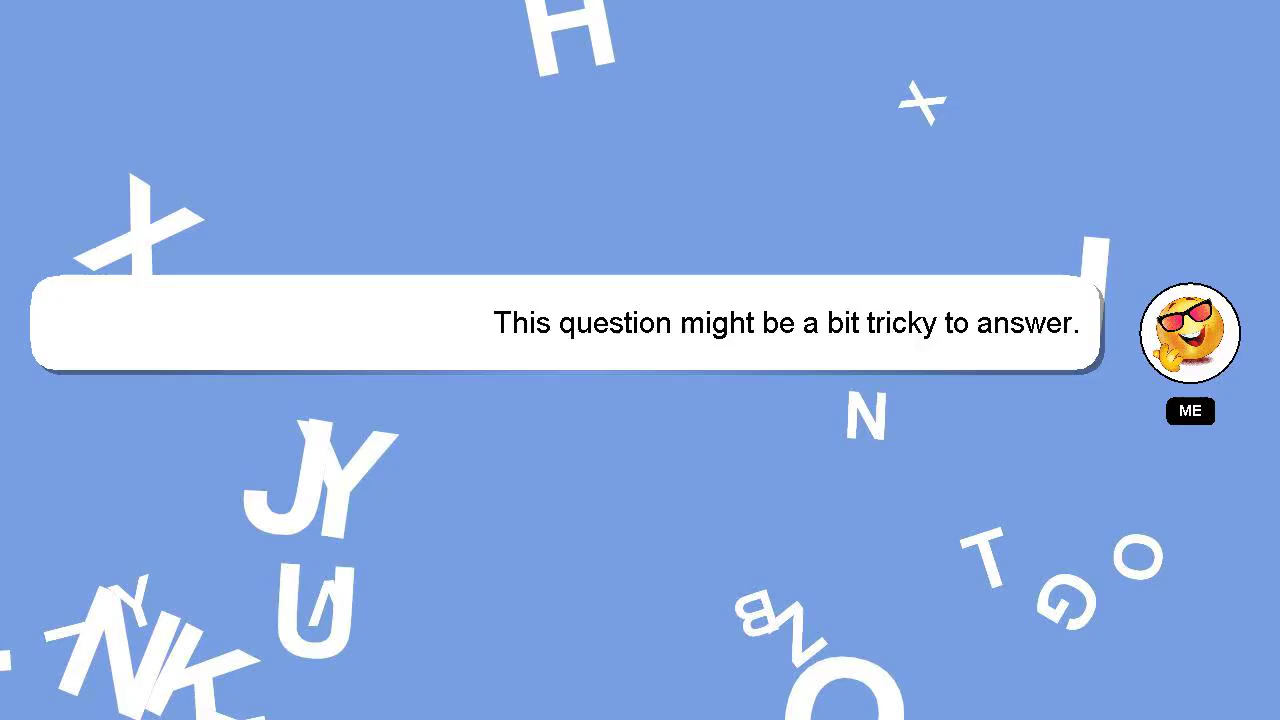 H
X
X
I
This question might be a bit tricky to answer.
ME
N
J
Y
U
T
O
G
B
Z
Y
N
K
O